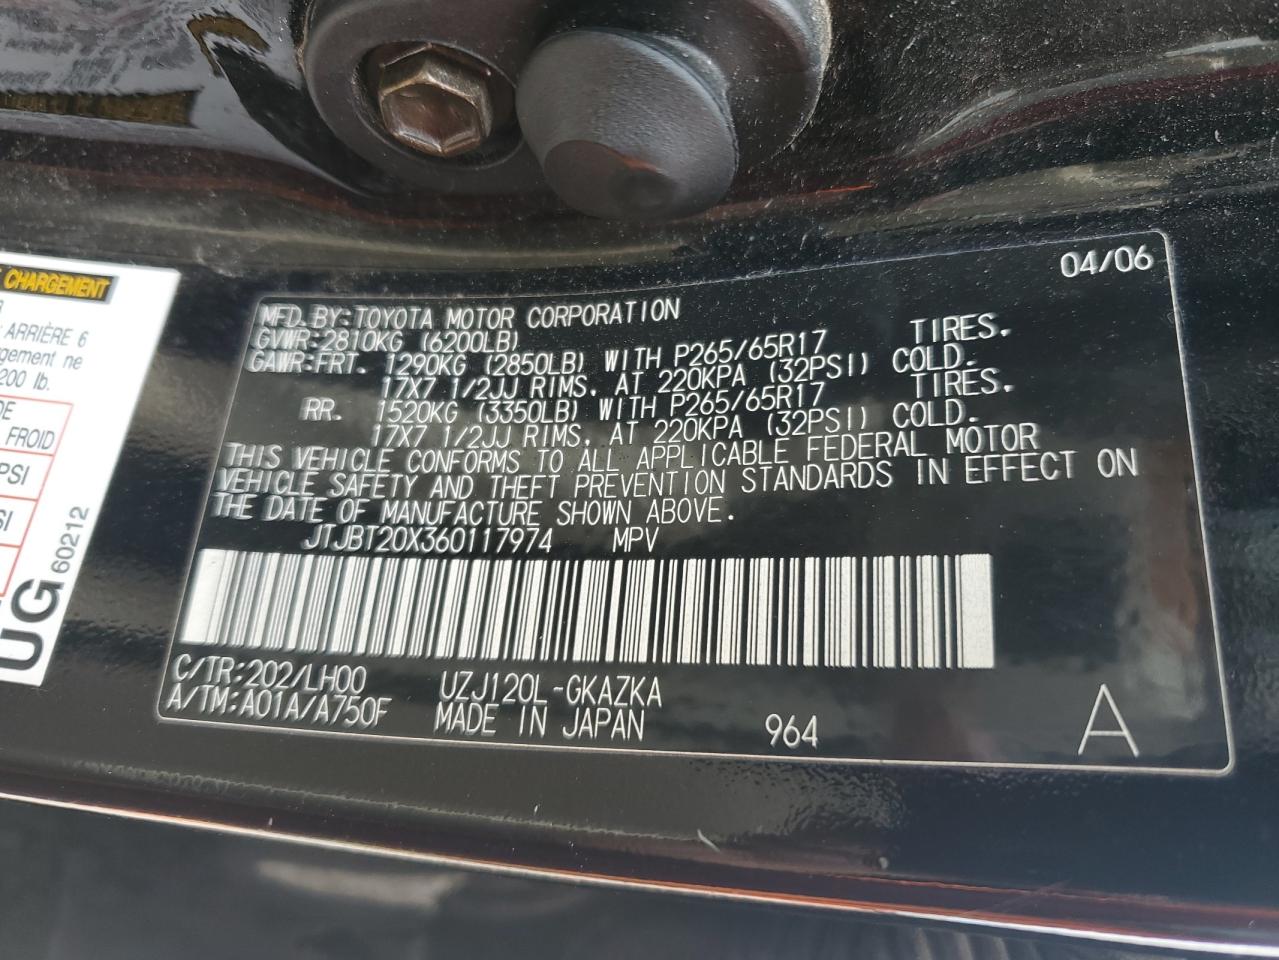 CHARGEMENT
ARRIÈRE 6
ne
200 lb.
DE
FROID
PSI
UG
60212
04/06
MFD.BY:TOYOTA MOTOR CORPORATION
GVWR:2810KG (6200LB)
GAWR:FRT. 1290KG (2850LB) WITH P265/65R17 TIRES.
17X7 1/2JJ RIMS, AT 220KPA (32PSI) COLD.
RR. 1520KG (3350LB) WITH P265/65R17 TIRES.
17X7 1/2JJ RIMS, AT 220KPA (32PSI) COLD.
THIS VEHICLE CONFORMS TO ALL APPLICABLE FEDERAL MOTOR
VEHICLE SAFETY AND THEFT PREVENTION STANDARDS IN EFFECT ON
THE DATE OF MANUFACTURE SHOWN ABOVE.
JTJBT20X360117974 MPV
C/TR:202/LH00 UZJ120L-GKAZKA
A/TM:A01A/A750F MADE IN JAPAN 964 A